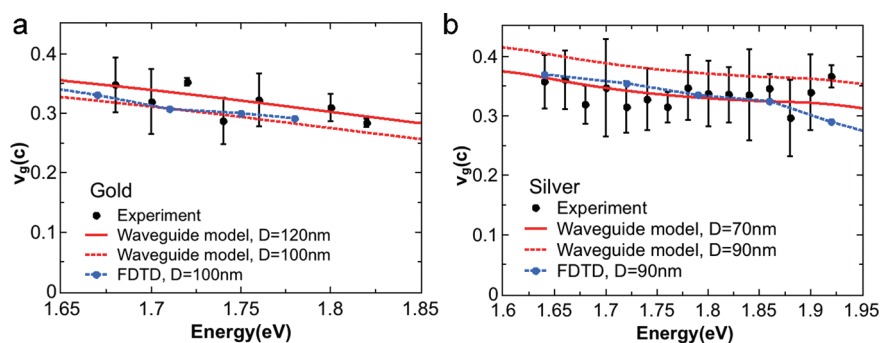 a
0.4
0.3
0.2
0.1
0
v_g(c)
Gold
Experiment
Waveguide model, D=120nm
Waveguide model, D=100nm
FDTD, D=100nm
1.65
1.7
1.75
1.8
1.85
Energy(eV)
b
0.4
0.3
0.2
0.1
0
v_g(c)
Silver
Experiment
Waveguide model, D=70nm
Waveguide model, D=90nm
FDTD, D=90nm
1.6
1.65
1.7
1.75
1.8
1.85
1.9
1.95
Energy(eV)